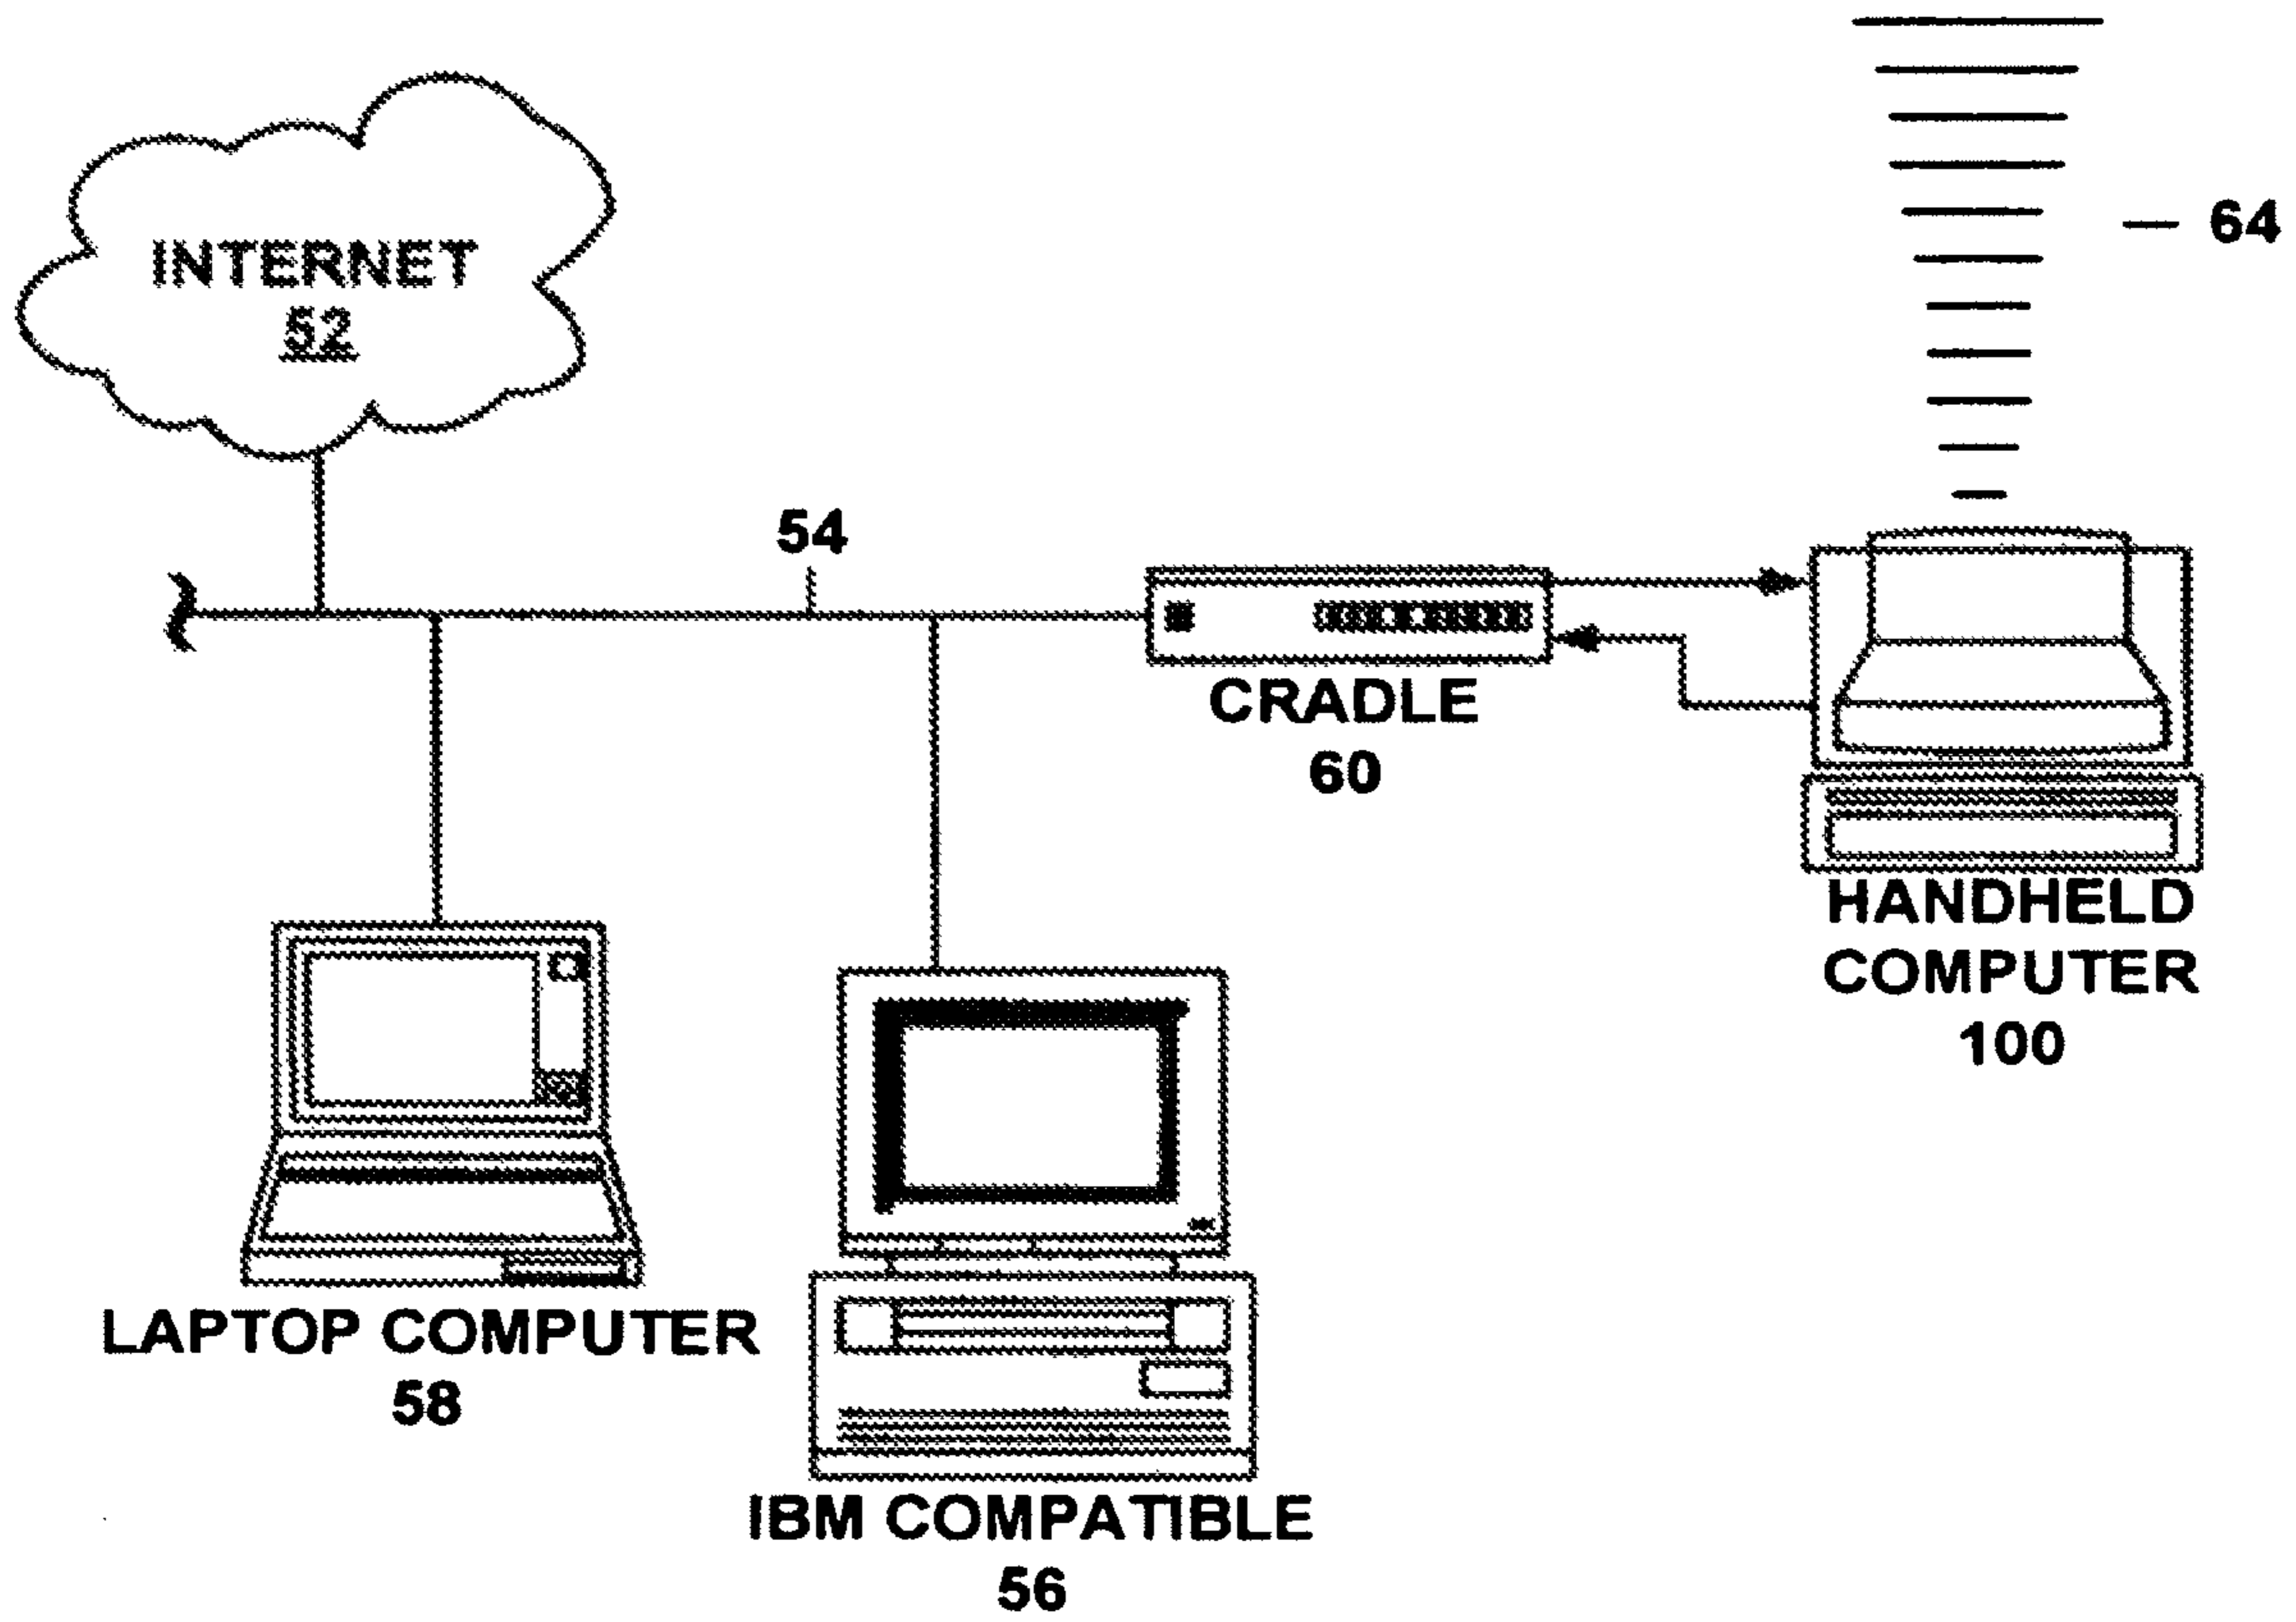 INTERNET
52
64
54
CRADLE
60
HANDHELD
COMPUTER
100
LAPTOP COMPUTER
58
IBM COMPATIBLE
56